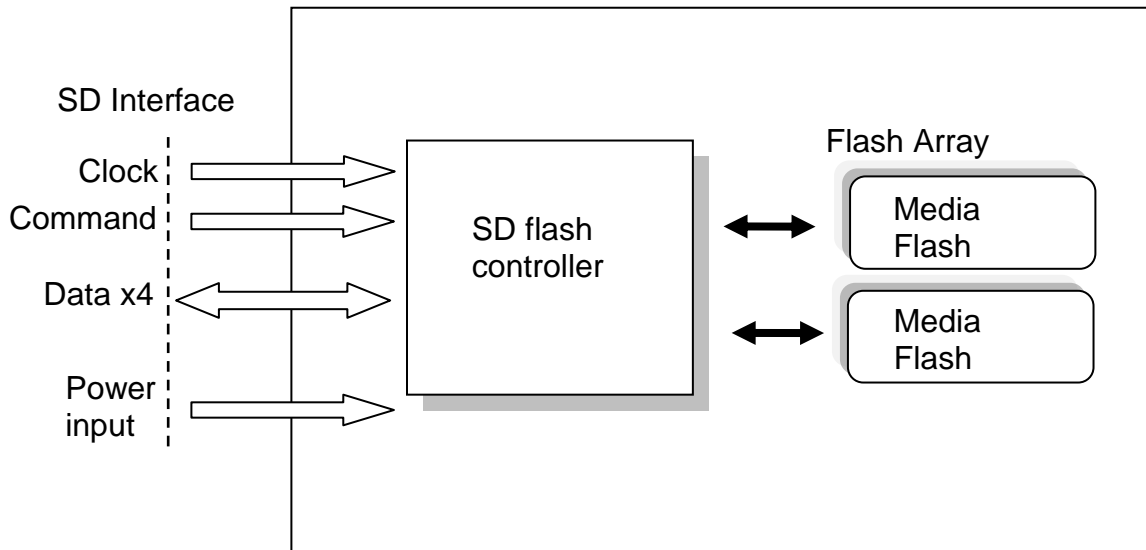 SD Interface
Clock
Command
Data x4
Power
input
SD flash
controller
Flash Array
Media
Flash
Media
Flash